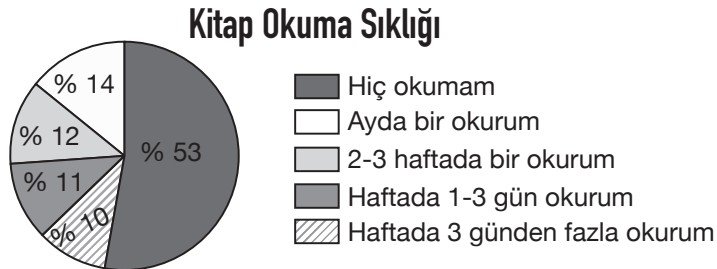 Kitap Okuma Sıklığı
% 14
% 12
% 11
% 10
% 53
Hiç okumam
Ayda bir okurum
2-3 haftada bir okurum
Haftada 1-3 gün okurum
Haftada 3 günden fazla okurum